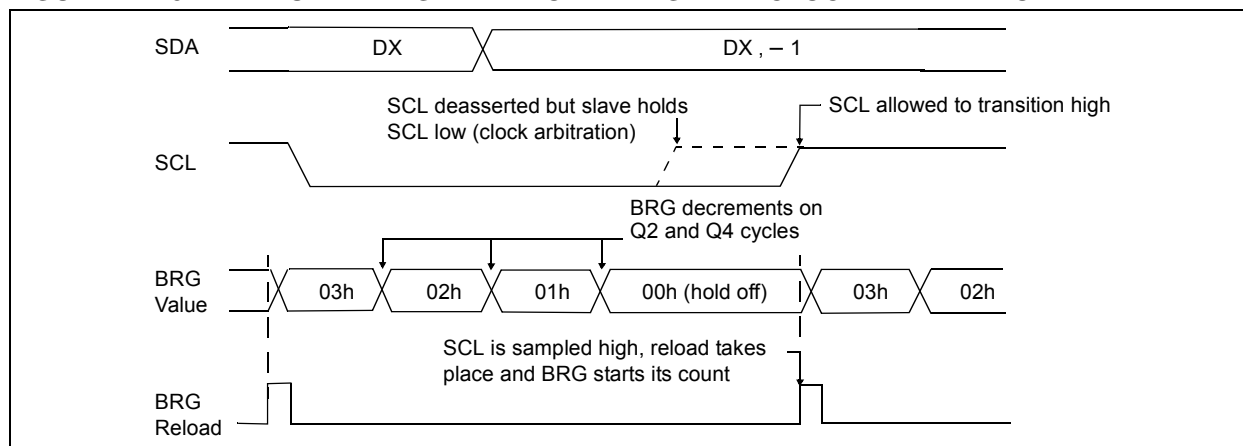 SDA
DX
DX , – 1
SCL deasserted but slave holds
SCL low (clock arbitration)
SCL allowed to transition high
SCL
BRG decrements on
Q2 and Q4 cycles
BRG
Value
03h
02h
01h
00h (hold off)
03h
02h
SCL is sampled high, reload takes
place and BRG starts its count
BRG
Reload